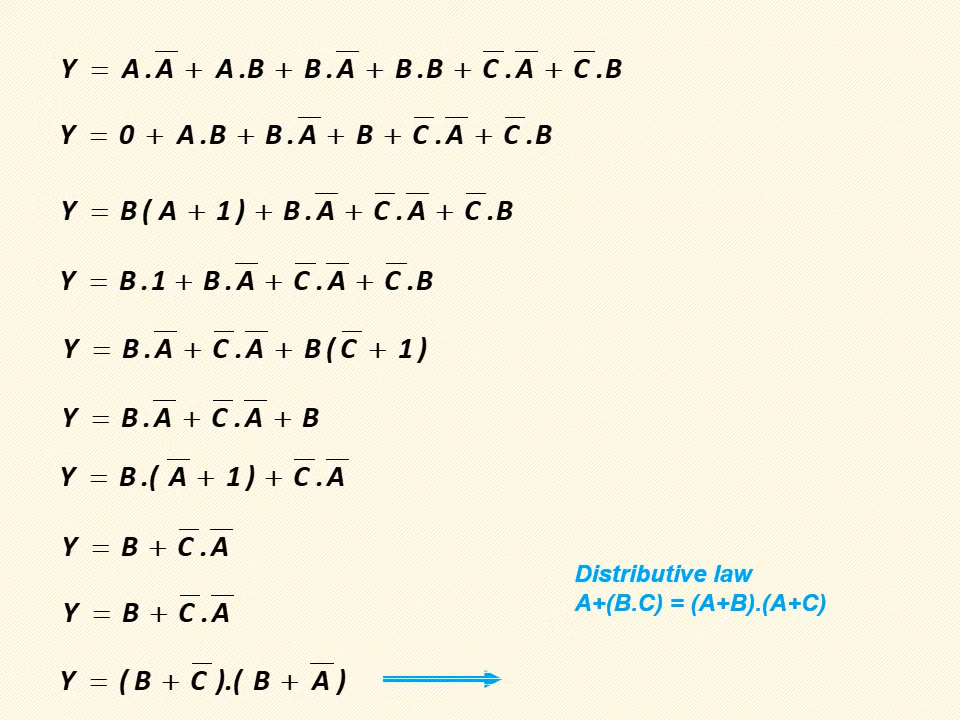 Y = A.A̅ + A.B + B.A̅ + B.B + C̅.A̅ + C̅.B
Y = 0 + A.B + B.A̅ + B + C̅.A̅ + C̅.B
Y = B(A + 1) + B.A̅ + C̅.A̅ + C̅.B
Y = B.1 + B.A̅ + C̅.A̅ + C̅.B
Y = B.A̅ + C̅.A̅ + B(C̅ + 1)
Y = B.A̅ + C̅.A̅ + B
Y = B.(A̅ + 1) + C̅.A̅
Y = B + C̅.A̅
Y = B + C̅.A̅
Y = (B + C̅).(B + A̅)
Distributive law
A+(B.C) = (A+B).(A+C)